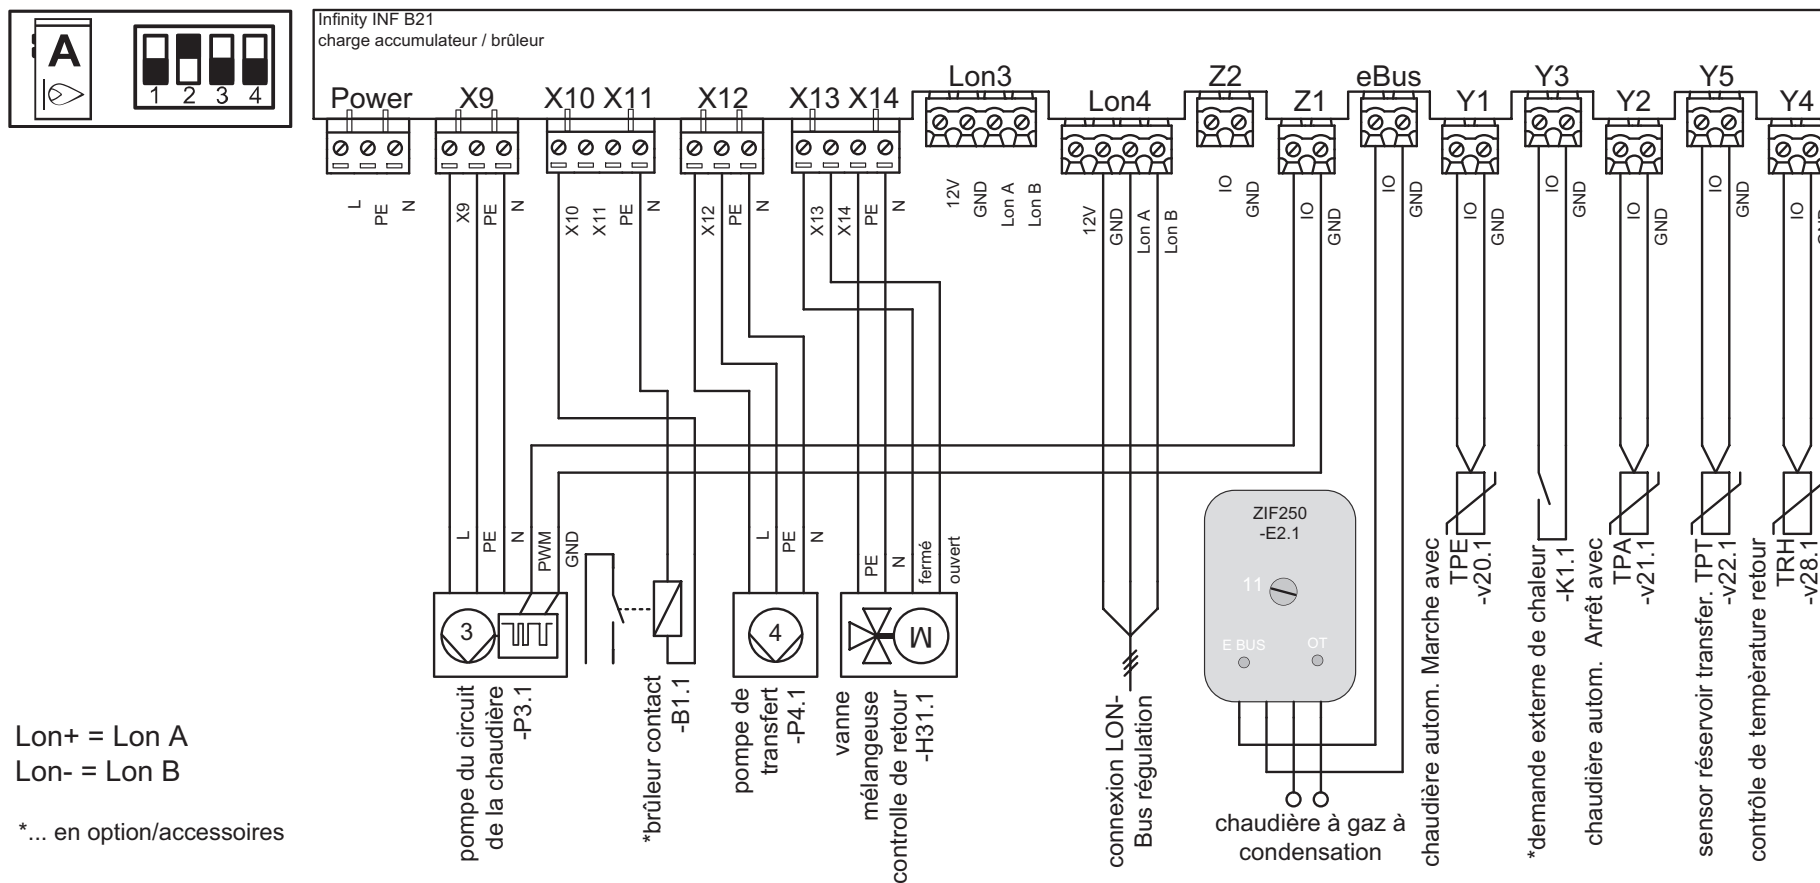 Infinity INF B21
charge accumulateur / brûleur
A
1 2 3 4
Power X9 X10 X11 X12 X13 X14 Lon3 Lon4 Z2 Z1 eBus Y1 Y3 Y2 Y5 Y4
L PE N
X9 PE N
X10 X11 PE N
X12 PE N
X13 X14 PE N
12V GND Lon A Lon B
12V GND Lon A Lon B
IO GND
IO GND
IO GND
IO GND
IO GND
IO GND
IO GND
IO GND
L PE N PWM GND
L PE N
PE N fermé ouvert
3
4
M
ZIF250
-E2.1
11
E BUS OT
pompe du circuit
de la chaudière
-P3.1
*brûleur contact
-B1.1
pompe de
transfert
-P4.1
vanne
mélangeuse
controlle de retour
-H31.1
connexion LON-
Bus régulation
chaudière à gaz à
condensation
chaudière autom. Marche avec
TPE
-v20.1
*demande externe de chaleur
-K1.1
chaudière autom. Arrêt avec
TPA
-v21.1
sensor réservoir transfer. TPT
-v22.1
contrôle de tempèrature retour
TRH
-v28.1
Lon+ = Lon A
Lon- = Lon B
*... en option/accessoires